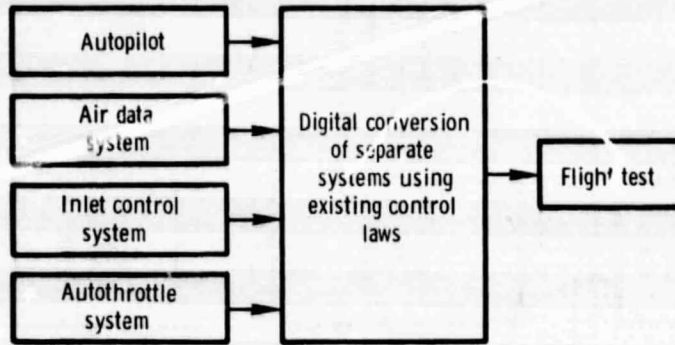 Autopilot
Air data
system
Inlet control
system
Autothrottle
system
Digital conversion
of separate
systems using
existing control
laws
Flight test